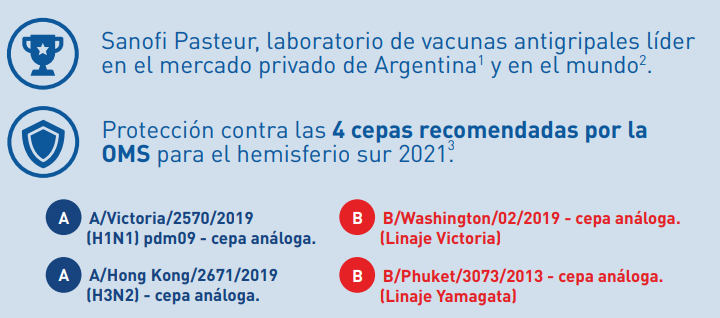 Sanofi Pasteur, laboratorio de vacunas antigripales líder
en el mercado privado de Argentina¹ y en el mundo².
Protección contra las 4 cepas recomendadas por la
OMS para el hemisferio sur 2021.³
A A/Victoria/2570/2019
(H1N1) pdm09 - cepa análoga.
B B/Washington/02/2019 - cepa análoga.
(Linaje Victoria)
A A/Hong Kong/2671/2019
(H3N2) - cepa análoga.
B B/Phuket/3073/2013 - cepa análoga.
(Linaje Yamagata)